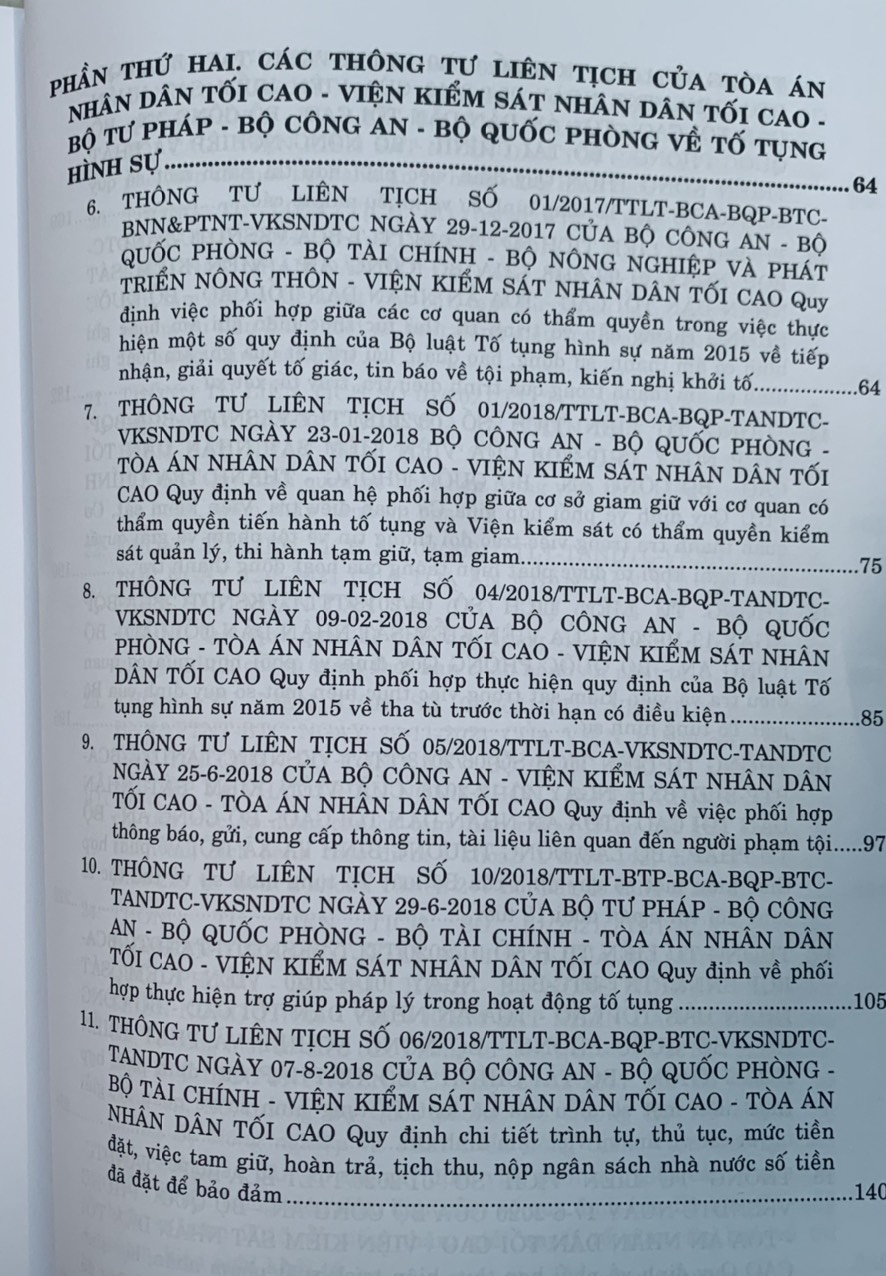 PHẦN THỨ HAI. CÁC THÔNG TƯ LIÊN TỊCH CỦA TÒA ÁN
NHÂN DÂN TỐI CAO - VIỆN KIỂM SÁT NHÂN DÂN TỐI CAO -
BỘ TƯ PHÁP - BỘ CÔNG AN - BỘ QUỐC PHÒNG VỀ TỐ TỤNG
HÌNH SỰ.....64
6. THÔNG TƯ LIÊN TỊCH SỐ 01/2017/TTLT-BCA-BQP-BTC-
BNN&PTNT-VKSNDTC NGÀY 29-12-2017 CỦA BỘ CÔNG AN - BỘ
QUỐC PHÒNG - BỘ TÀI CHÍNH - BỘ NÔNG NGHIỆP VÀ PHÁT
TRIỂN NÔNG THÔN - VIỆN KIỂM SÁT NHÂN DÂN TỐI CAO Quy
định việc phối hợp giữa các cơ quan có thẩm quyền trong việc thực
hiện một số quy định của Bộ luật Tố tụng hình sự năm 2015 về tiếp
nhận, giải quyết tố giác, tin báo về tội phạm, kiến nghị khởi tố.....64
7. THÔNG TƯ LIÊN TỊCH SỐ 01/2018/TTLT-BCA-BQP-TANDTC-
VKSNDTC NGÀY 23-01-2018 BỘ CÔNG AN - BỘ QUỐC PHÒNG -
TÒA ÁN NHÂN DÂN TỐI CAO - VIỆN KIỂM SÁT NHÂN DÂN TỐI
CAO Quy định về quan hệ phối hợp giữa cơ sở giam giữ với cơ quan có
thẩm quyền tiến hành tố tụng và Viện kiểm sát có thẩm quyền kiểm
sát quản lý, thi hành tạm giữ, tạm giam.....75
8. THÔNG TƯ LIÊN TỊCH SỐ 04/2018/TTLT-BCA-BQP-TANDTC-
VKSNDTC NGÀY 09-02-2018 CỦA BỘ CÔNG AN - BỘ QUỐC
PHÒNG - TÒA ÁN NHÂN DÂN TỐI CAO - VIỆN KIỂM SÁT NHÂN
DÂN TỐI CAO Quy định phối hợp thực hiện quy định của Bộ luật Tố
tụng hình sự năm 2015 về tha tù trước thời hạn có điều kiện.....85
9. THÔNG TƯ LIÊN TỊCH SỐ 05/2018/TTLT-BCA-VKSNDTC-TANDTC
NGÀY 25-6-2018 CỦA BỘ CÔNG AN - VIỆN KIỂM SÁT NHÂN DÂN
TỐI CAO - TÒA ÁN NHÂN DÂN TỐI CAO Quy định về việc phối hợp
thông báo, gửi, cung cấp thông tin, tài liệu liên quan đến người phạm tội.....97
10. THÔNG TƯ LIÊN TỊCH SỐ 10/2018/TTLT-BTP-BCA-BQP-BTC-
TANDTC-VKSNDTC NGÀY 29-6-2018 CỦA BỘ TƯ PHÁP - BỘ CÔNG
AN - BỘ QUỐC PHÒNG - BỘ TÀI CHÍNH - TÒA ÁN NHÂN DÂN
TỐI CAO - VIỆN KIỂM SÁT NHÂN DÂN TỐI CAO Quy định về phối
hợp thực hiện trợ giúp pháp lý trong hoạt động tố tụng.....105
11. THÔNG TƯ LIÊN TỊCH SỐ 06/2018/TTLT-BCA-BQP-BTC-VKSNDTC-
TANDTC NGÀY 07-8-2018 CỦA BỘ CÔNG AN - BỘ QUỐC PHÒNG -
BỘ TÀI CHÍNH - VIỆN KIỂM SÁT NHÂN DÂN TỐI CAO - TÒA ÁN
NHÂN DÂN TỐI CAO Quy định chi tiết trình tự, thủ tục, mức tiền
đặt, việc tam giữ, hoàn trả, tịch thu, nộp ngân sách nhà nước số tiền
đã đặt để bảo đảm.....140